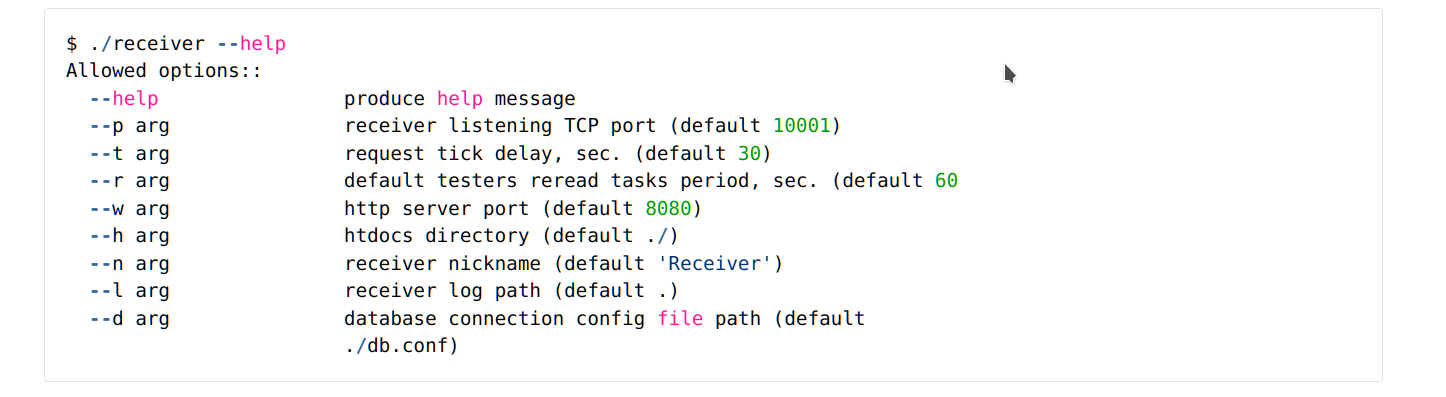 $ ./receiver --help
Allowed options::
--help produce help message
--p arg receiver listening TCP port (default 10001)
--t arg request tick delay, sec. (default 30)
--r arg default testers reread tasks period, sec. (default 60
--w arg http server port (default 8080)
--h arg htdocs directory (default ./)
--n arg receiver nickname (default 'Receiver')
--l arg receiver log path (default .)
--d arg database connection config file path (default
./db.conf)